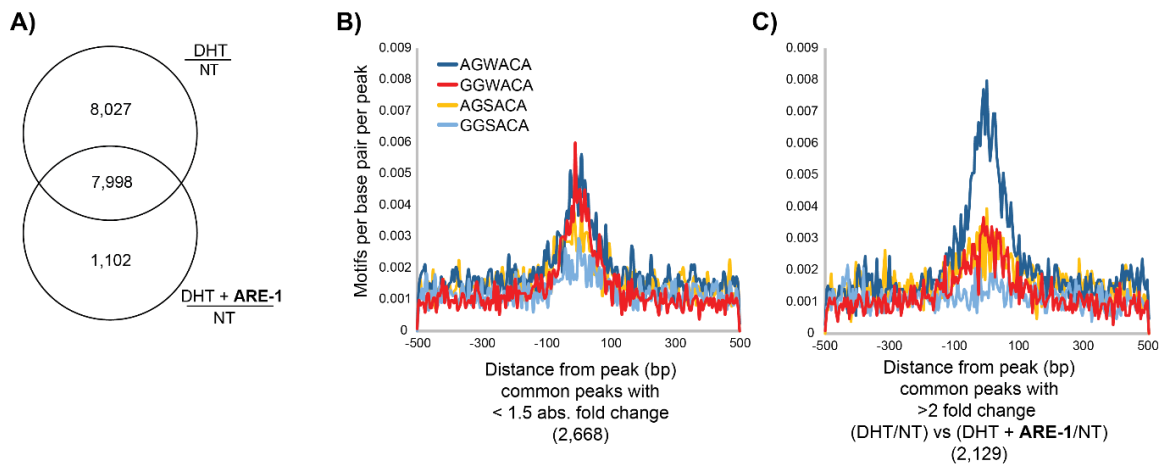 A)
DHT
NT
8,027
7,998
1,102
DHT + ARE-1
NT
B)
Motifs per base pair per peak
0.009
0.008
0.007
0.006
0.005
0.004
0.003
0.002
0.001
0
AGWACA
GGWACA
AGSACA
GGSACA
-500 -300 -100 100 300 500
Distance from peak (bp)
common peaks with
< 1.5 abs. fold change
(2,668)
C)
0.009
0.008
0.007
0.006
0.005
0.004
0.003
0.002
0.001
0
-500 -300 -100 100 300 500
Distance from peak (bp)
common peaks with
>2 fold change
(DHT/NT) vs (DHT + ARE-1/NT)
(2,129)